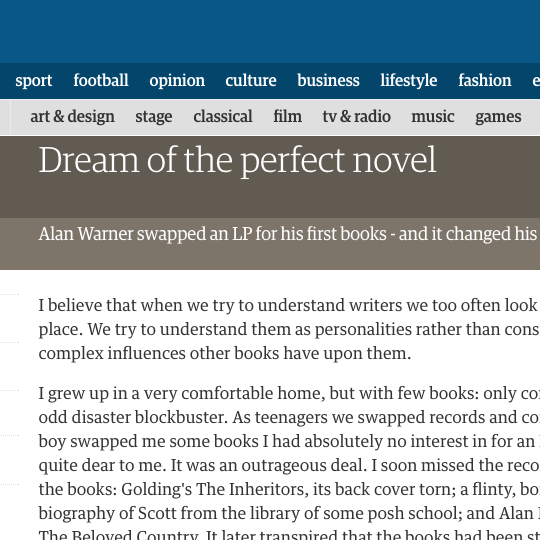 sport football opinion culture business lifestyle fashion
art & design stage classical film tv & radio music games
Dream of the perfect novel
Alan Warner swapped an LP for his first books - and it changed his
I believe that when we try to understand writers we too often look
place. We try to understand them as personalities rather than cons
complex influences other books have upon them.
I grew up in a very comfortable home, but with few books: only co
odd disaster blockbuster. As teenagers we swapped records and co
boy swapped me some books I had absolutely no interest in for an
quite dear to me. It was an outrageous deal. I soon missed the reco
the books: Golding's The Inheritors, its back cover torn; a flinty, bo
biography of Scott from the library of some posh school; and Alan
The Beloved Country. It later transpired that the books had been st